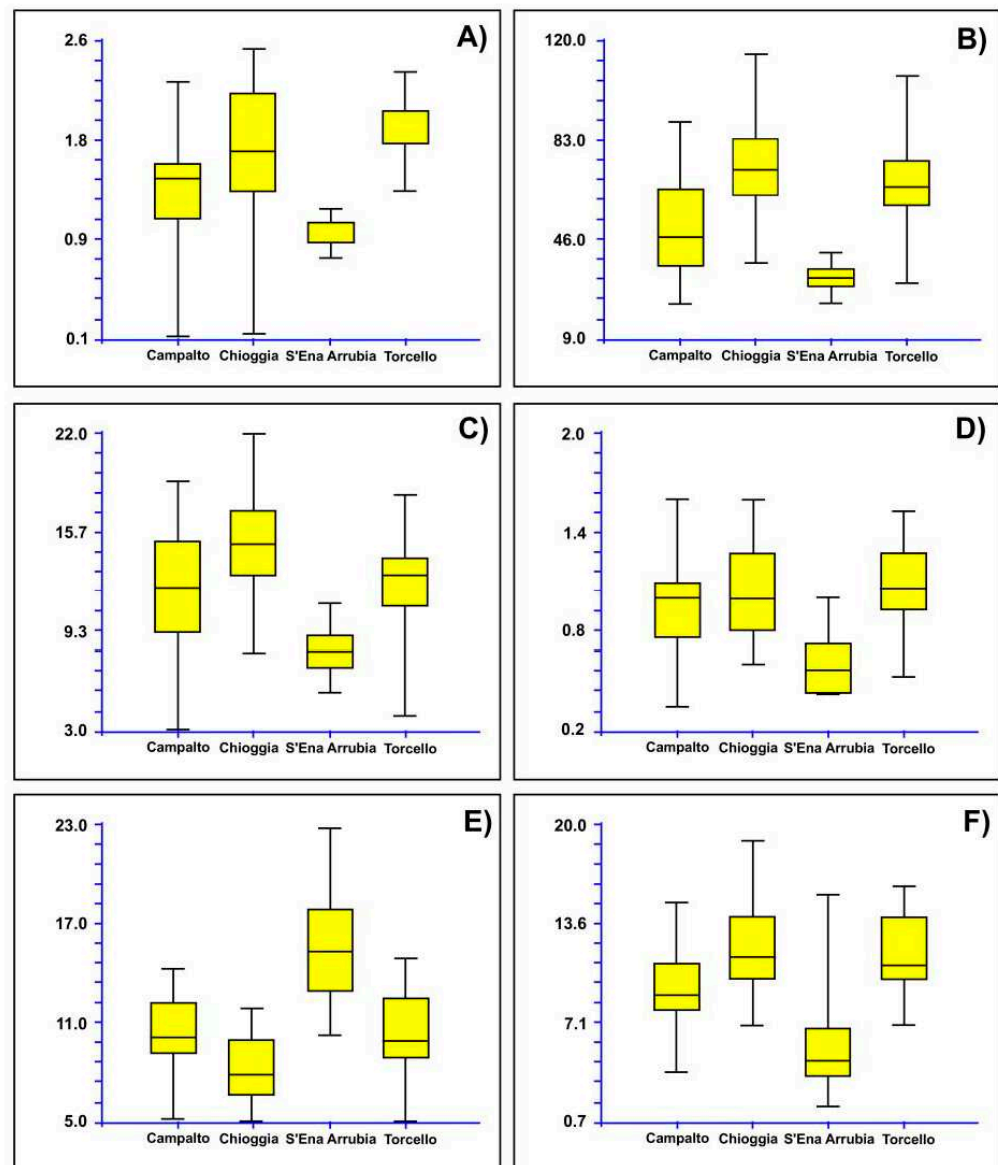 A)
2.6
1.8
0.9
0.1
Campalto Chioggia S'Ena Arrubia Torcello
B)
120.0
83.0
46.0
9.0
Campalto Chioggia S'Ena Arrubia Torcello
C)
22.0
15.7
9.3
3.0
Campalto Chioggia S'Ena Arrubia Torcello
D)
2.0
1.4
0.8
0.2
Campalto Chioggia S'Ena Arrubia Torcello
E)
23.0
17.0
11.0
5.0
Campalto Chioggia S'Ena Arrubia Torcello
F)
20.0
13.6
7.1
0.7
Campalto Chioggia S'Ena Arrubia Torcello